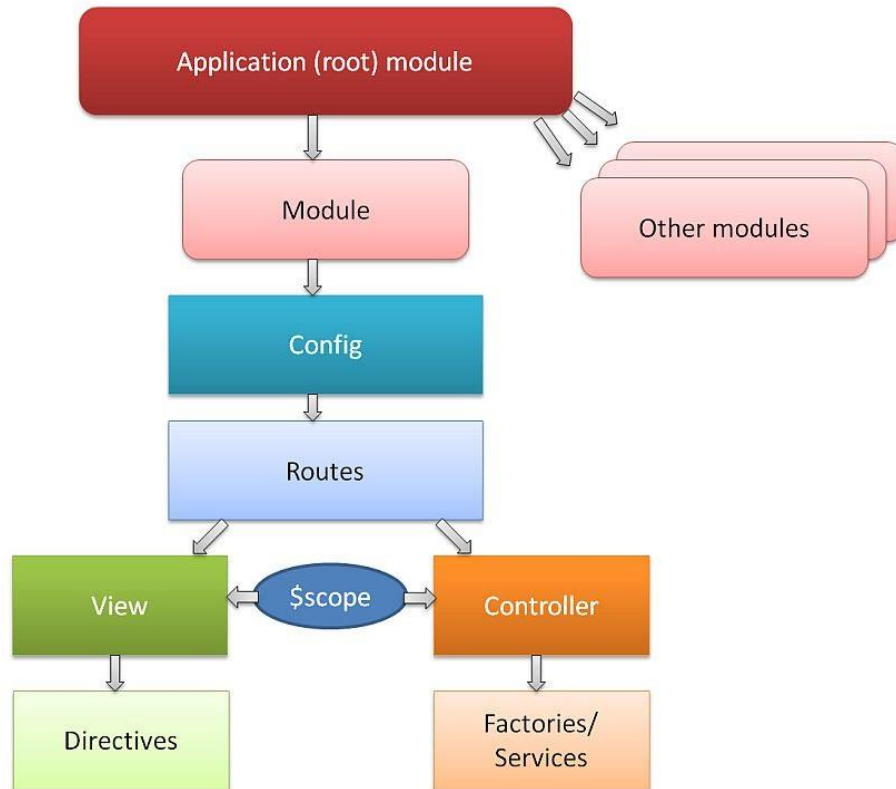 Application (root) module
Module
Other modules
Config
Routes
View
$scope
Controller
Directives
Factories/
Services